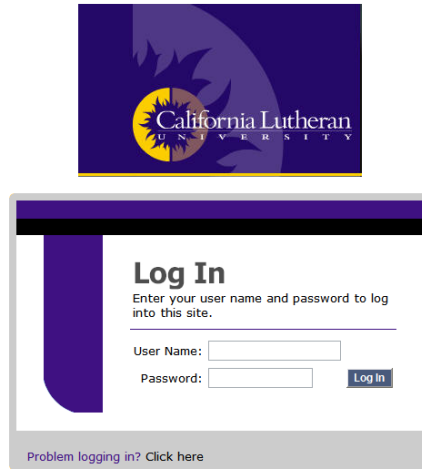 California Lutheran
UNIVERSITY
Log In
Enter your user name and password to log
into this site.
User Name:
Password:
Log In
Problem logging in? Click here